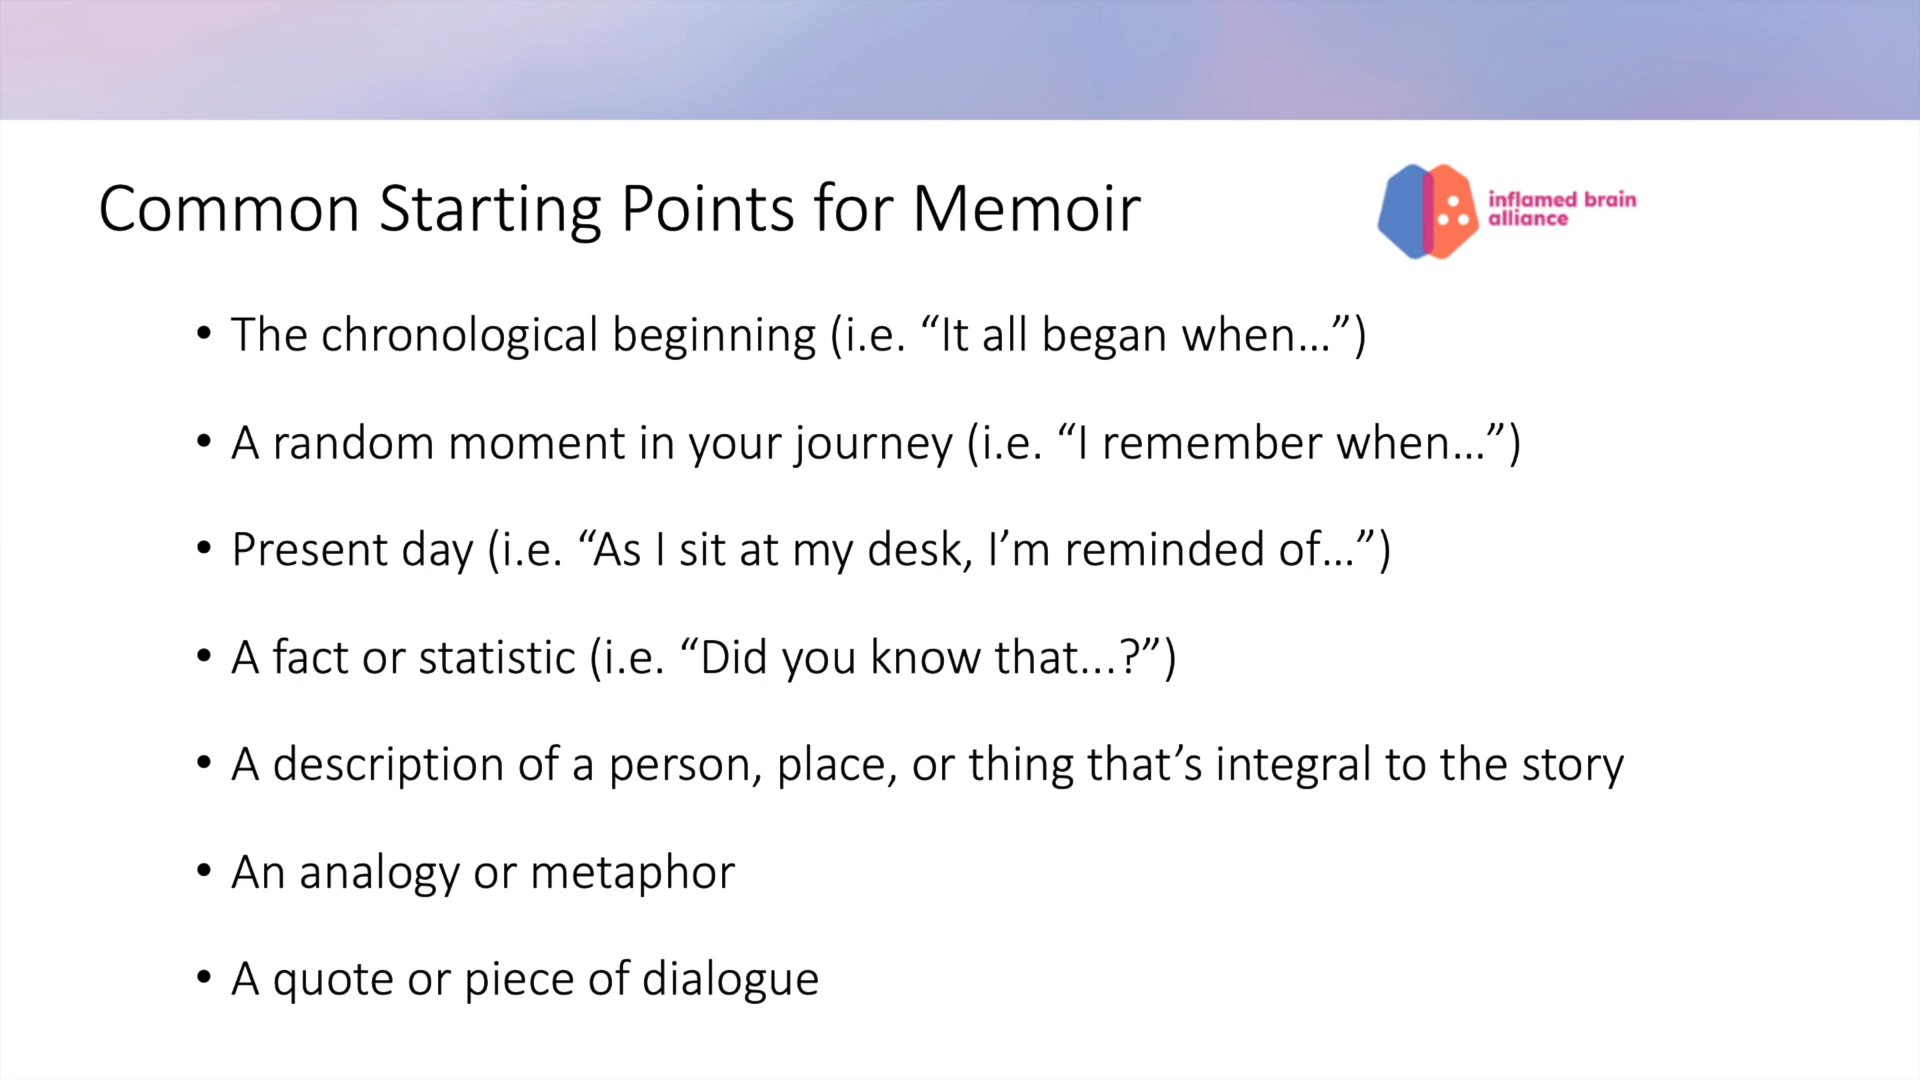 Common Starting Points for Memoir
inflamed brain
alliance
• The chronological beginning (i.e. “It all began when…”)
• A random moment in your journey (i.e. “I remember when…”)
• Present day (i.e. “As I sit at my desk, I’m reminded of…”)
• A fact or statistic (i.e. “Did you know that...?”)
• A description of a person, place, or thing that’s integral to the story
• An analogy or metaphor
• A quote or piece of dialogue